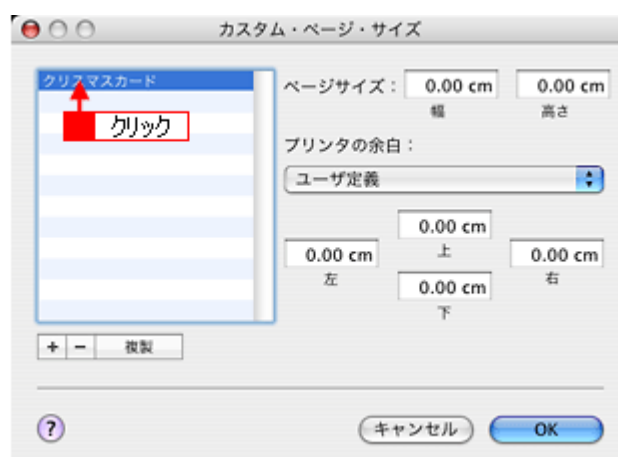 カスタム・ページ・サイズ
クリスマスカード
クリック
ページサイズ： 0.00 cm 0.00 cm
幅 高さ
プリンタの余白：
ユーザ定義
0.00 cm
上
0.00 cm 0.00 cm
左 右
0.00 cm
下
+ − 複製
? キャンセル OK